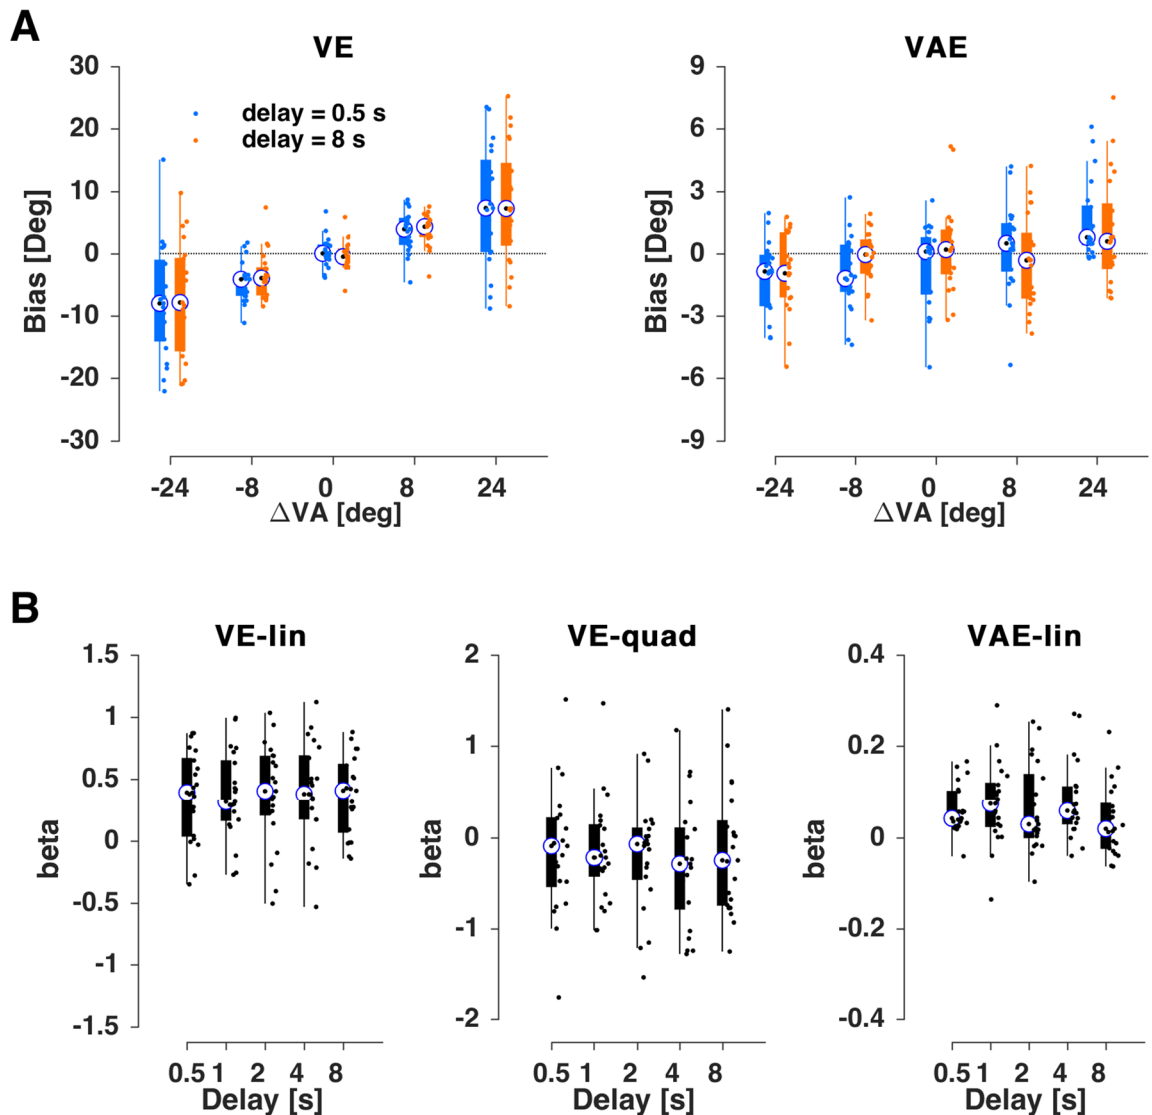 A
VE
VAE
30
20
10
0
-10
-20
-30
Bias [Deg]
delay = 0.5 s
delay = 8 s
-24 -8 0 8 24
ΔVA [deg]
9
6
3
0
-3
-6
-9
Bias [Deg]
-24 -8 0 8 24
ΔVA [deg]
B
VE-lin
1.5
1
0.5
0
-0.5
-1
-1.5
beta
0.5 1 2 4 8
Delay [s]
VE-quad
2
1
0
-1
-2
beta
0.5 1 2 4 8
Delay [s]
VAE-lin
0.4
0.2
0
-0.2
-0.4
beta
0.5 1 2 4 8
Delay [s]